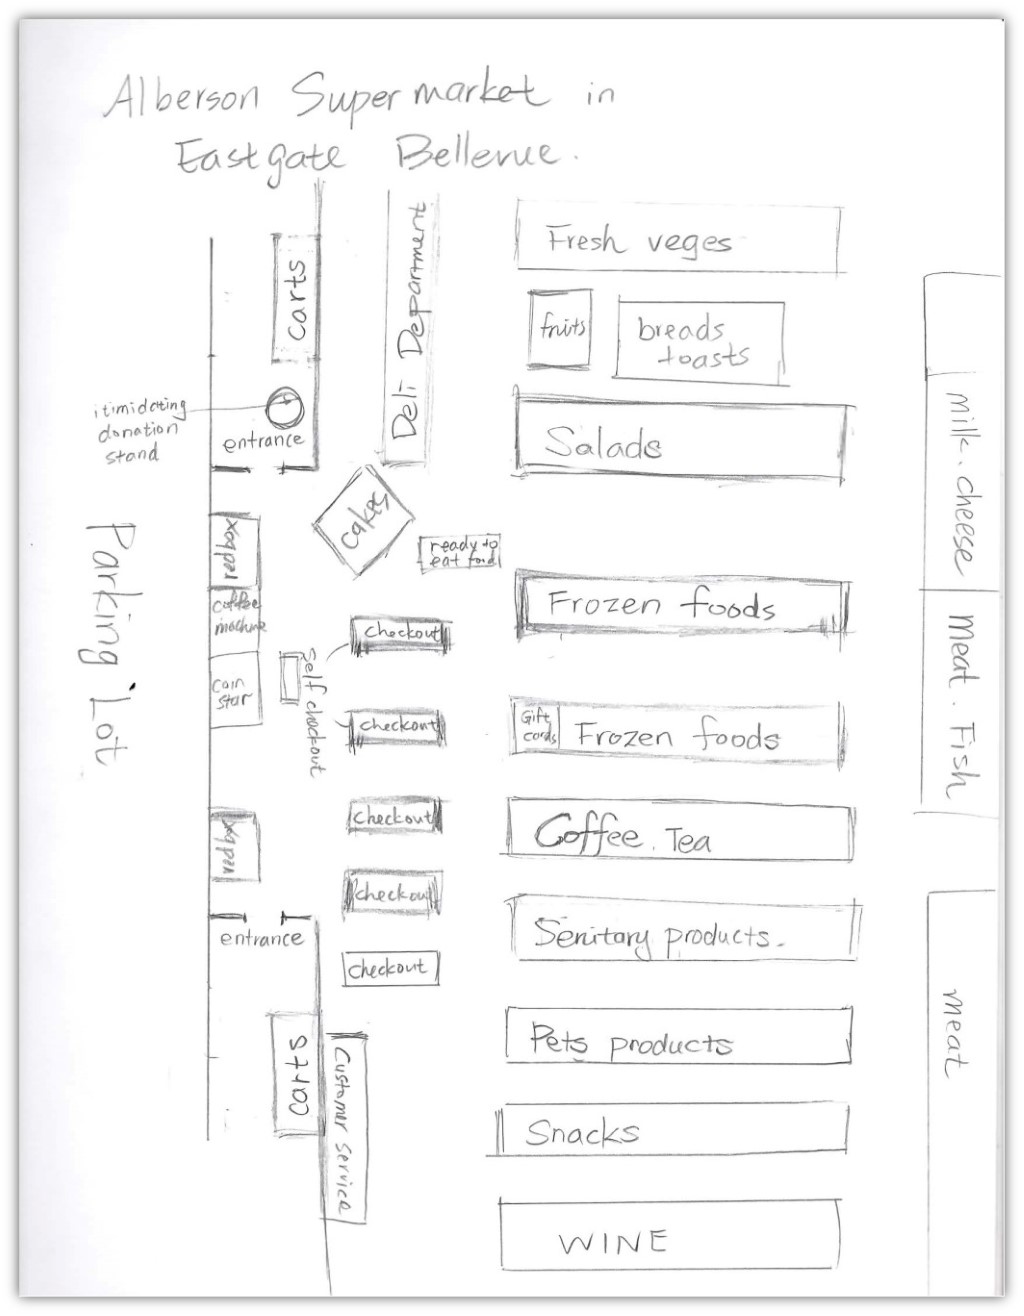 Alberson Supermarket in
Eastgate Bellevue.
Carts
Deli Department
Fresh veges
fruits
breads
toasts
itimidating
donation
stand
entrance
Salads
milk. cheese
cakes
ready to
eat food
redbox
coffee
machine
Parking Lot
Frozen foods
checkout
self checkout
coin
star
checkout
Gift
cards
Frozen foods
Meat. Fish
redbox
checkout
Coffee. Tea
checkout
entrance
Senitary products.
checkout
meat
carts
Customer Service
Pets products
Snacks
WINE